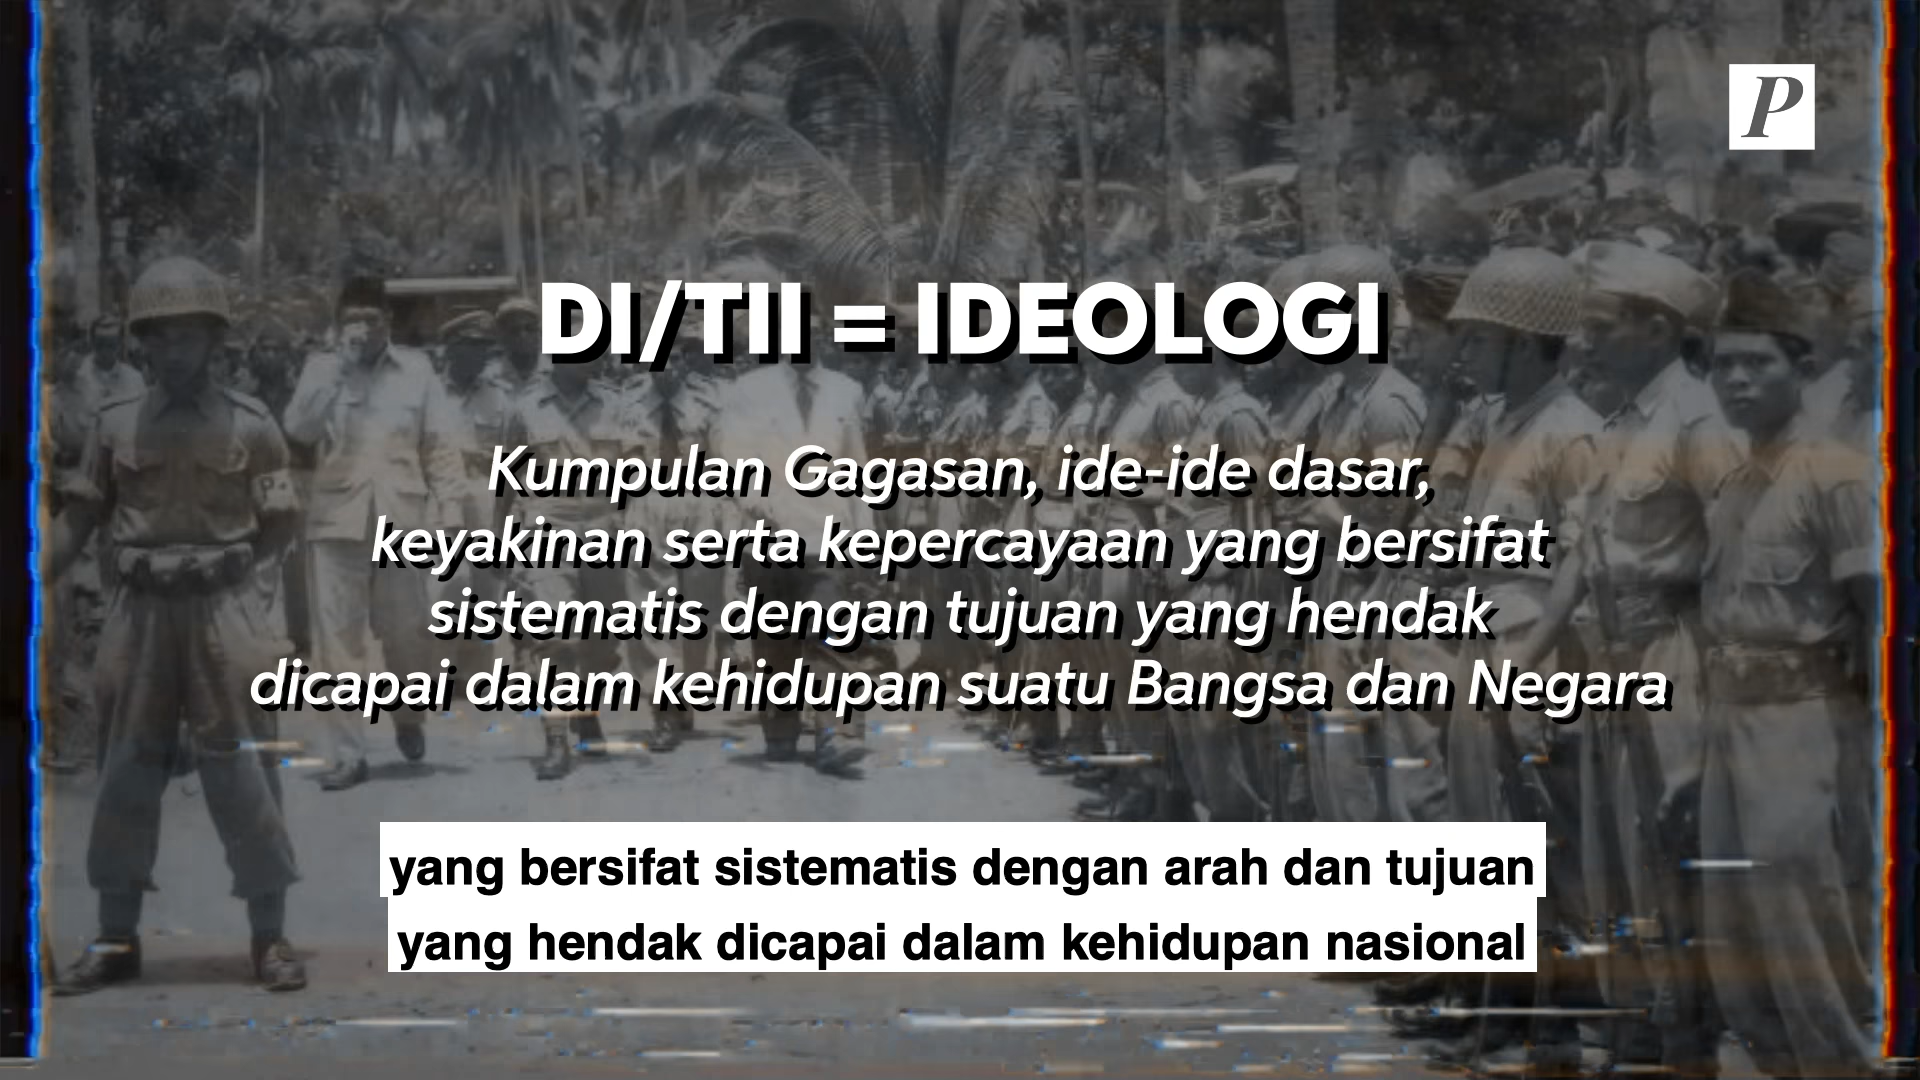 P
DI/TII = IDEOLOGI
Kumpulan Gagasan, ide-ide dasar,
keyakinan serta kepercayaan yang bersifat
sistematis dengan tujuan yang hendak
dicapai dalam kehidupan suatu Bangsa dan Negara
yang bersifat sistematis dengan arah dan tujuan
yang hendak dicapai dalam kehidupan nasional